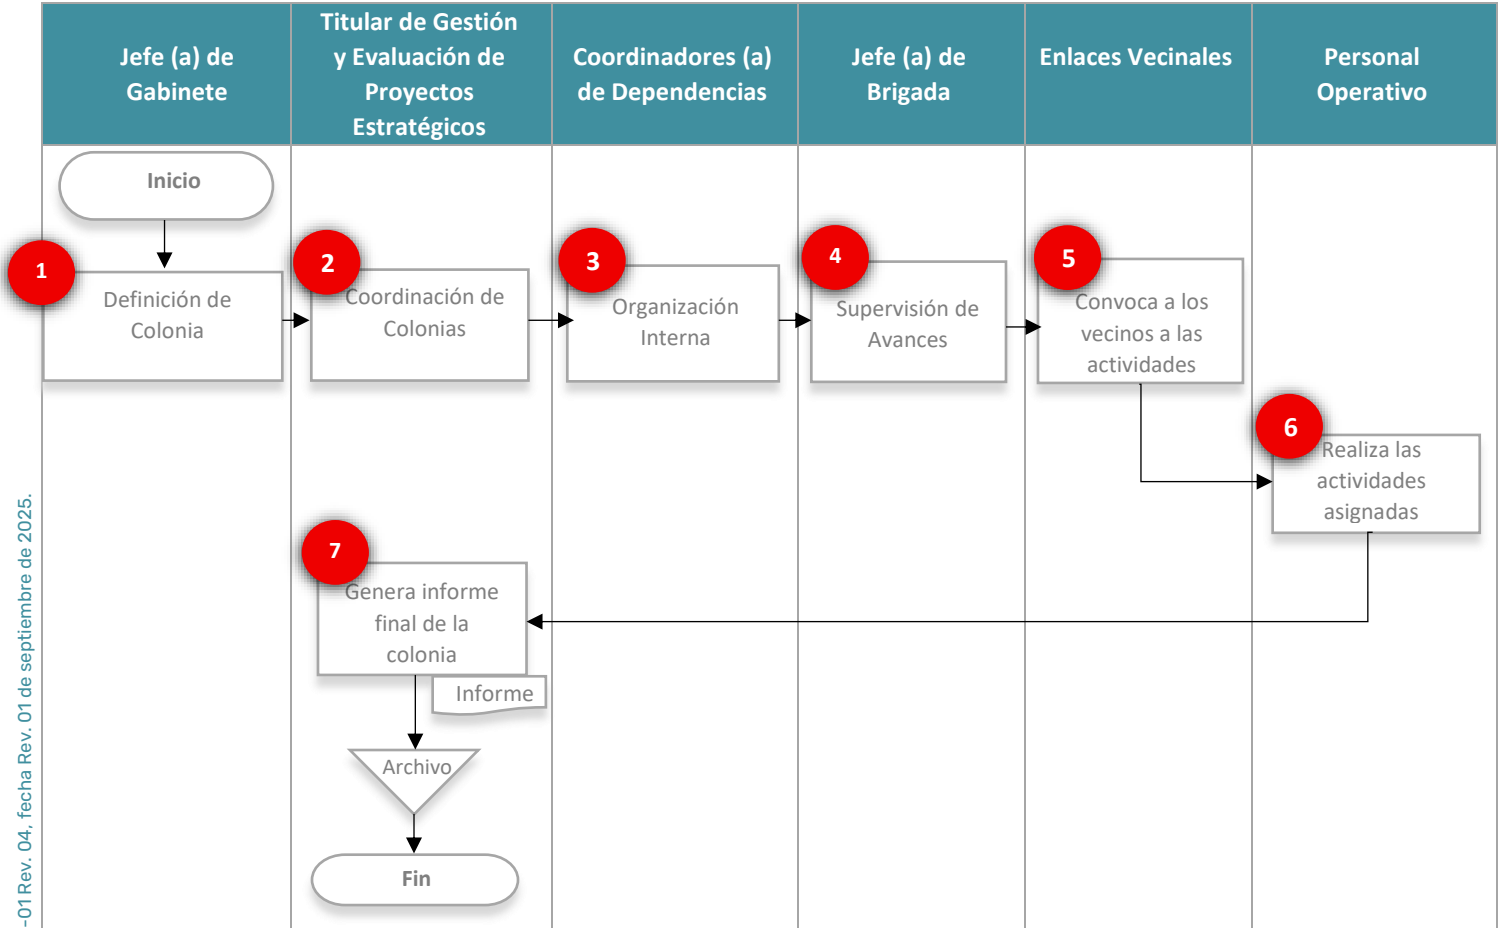 Jefe (a) de
Gabinete
Titular de Gestión
y Evaluación de
Proyectos
Estratégicos
Coordinadores (a)
de Dependencias
Jefe (a) de
Brigada
Enlaces Vecinales
Personal
Operativo
Inicio
1
Definición de
Colonia
2
Coordinación de
Colonias
3
Organización
Interna
4
Supervisión de
Avances
5
Convoca a los
vecinos a las
actividades
6
Realiza las
actividades
asignadas
7
Genera informe
final de la
colonia
Informe
Archivo
Fin
-01 Rev. 04, fecha Rev. 01 de septiembre de 2025.